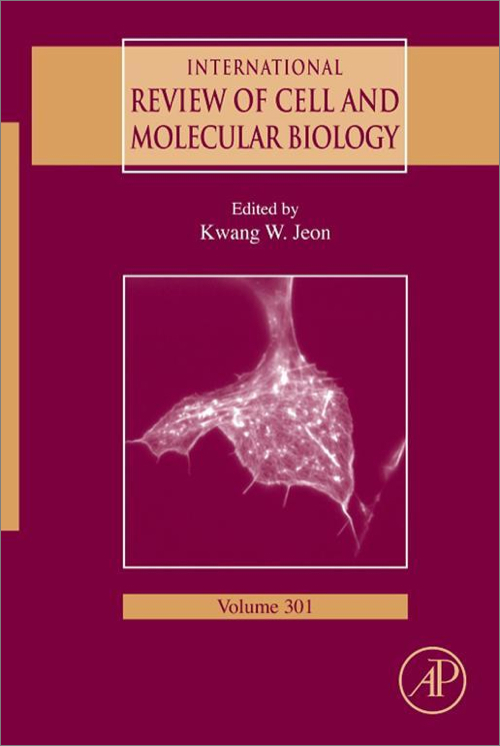 INTERNATIONAL
REVIEW OF CELL AND
MOLECULAR BIOLOGY
Edited by
Kwang W. Jeon
Volume 301
AP